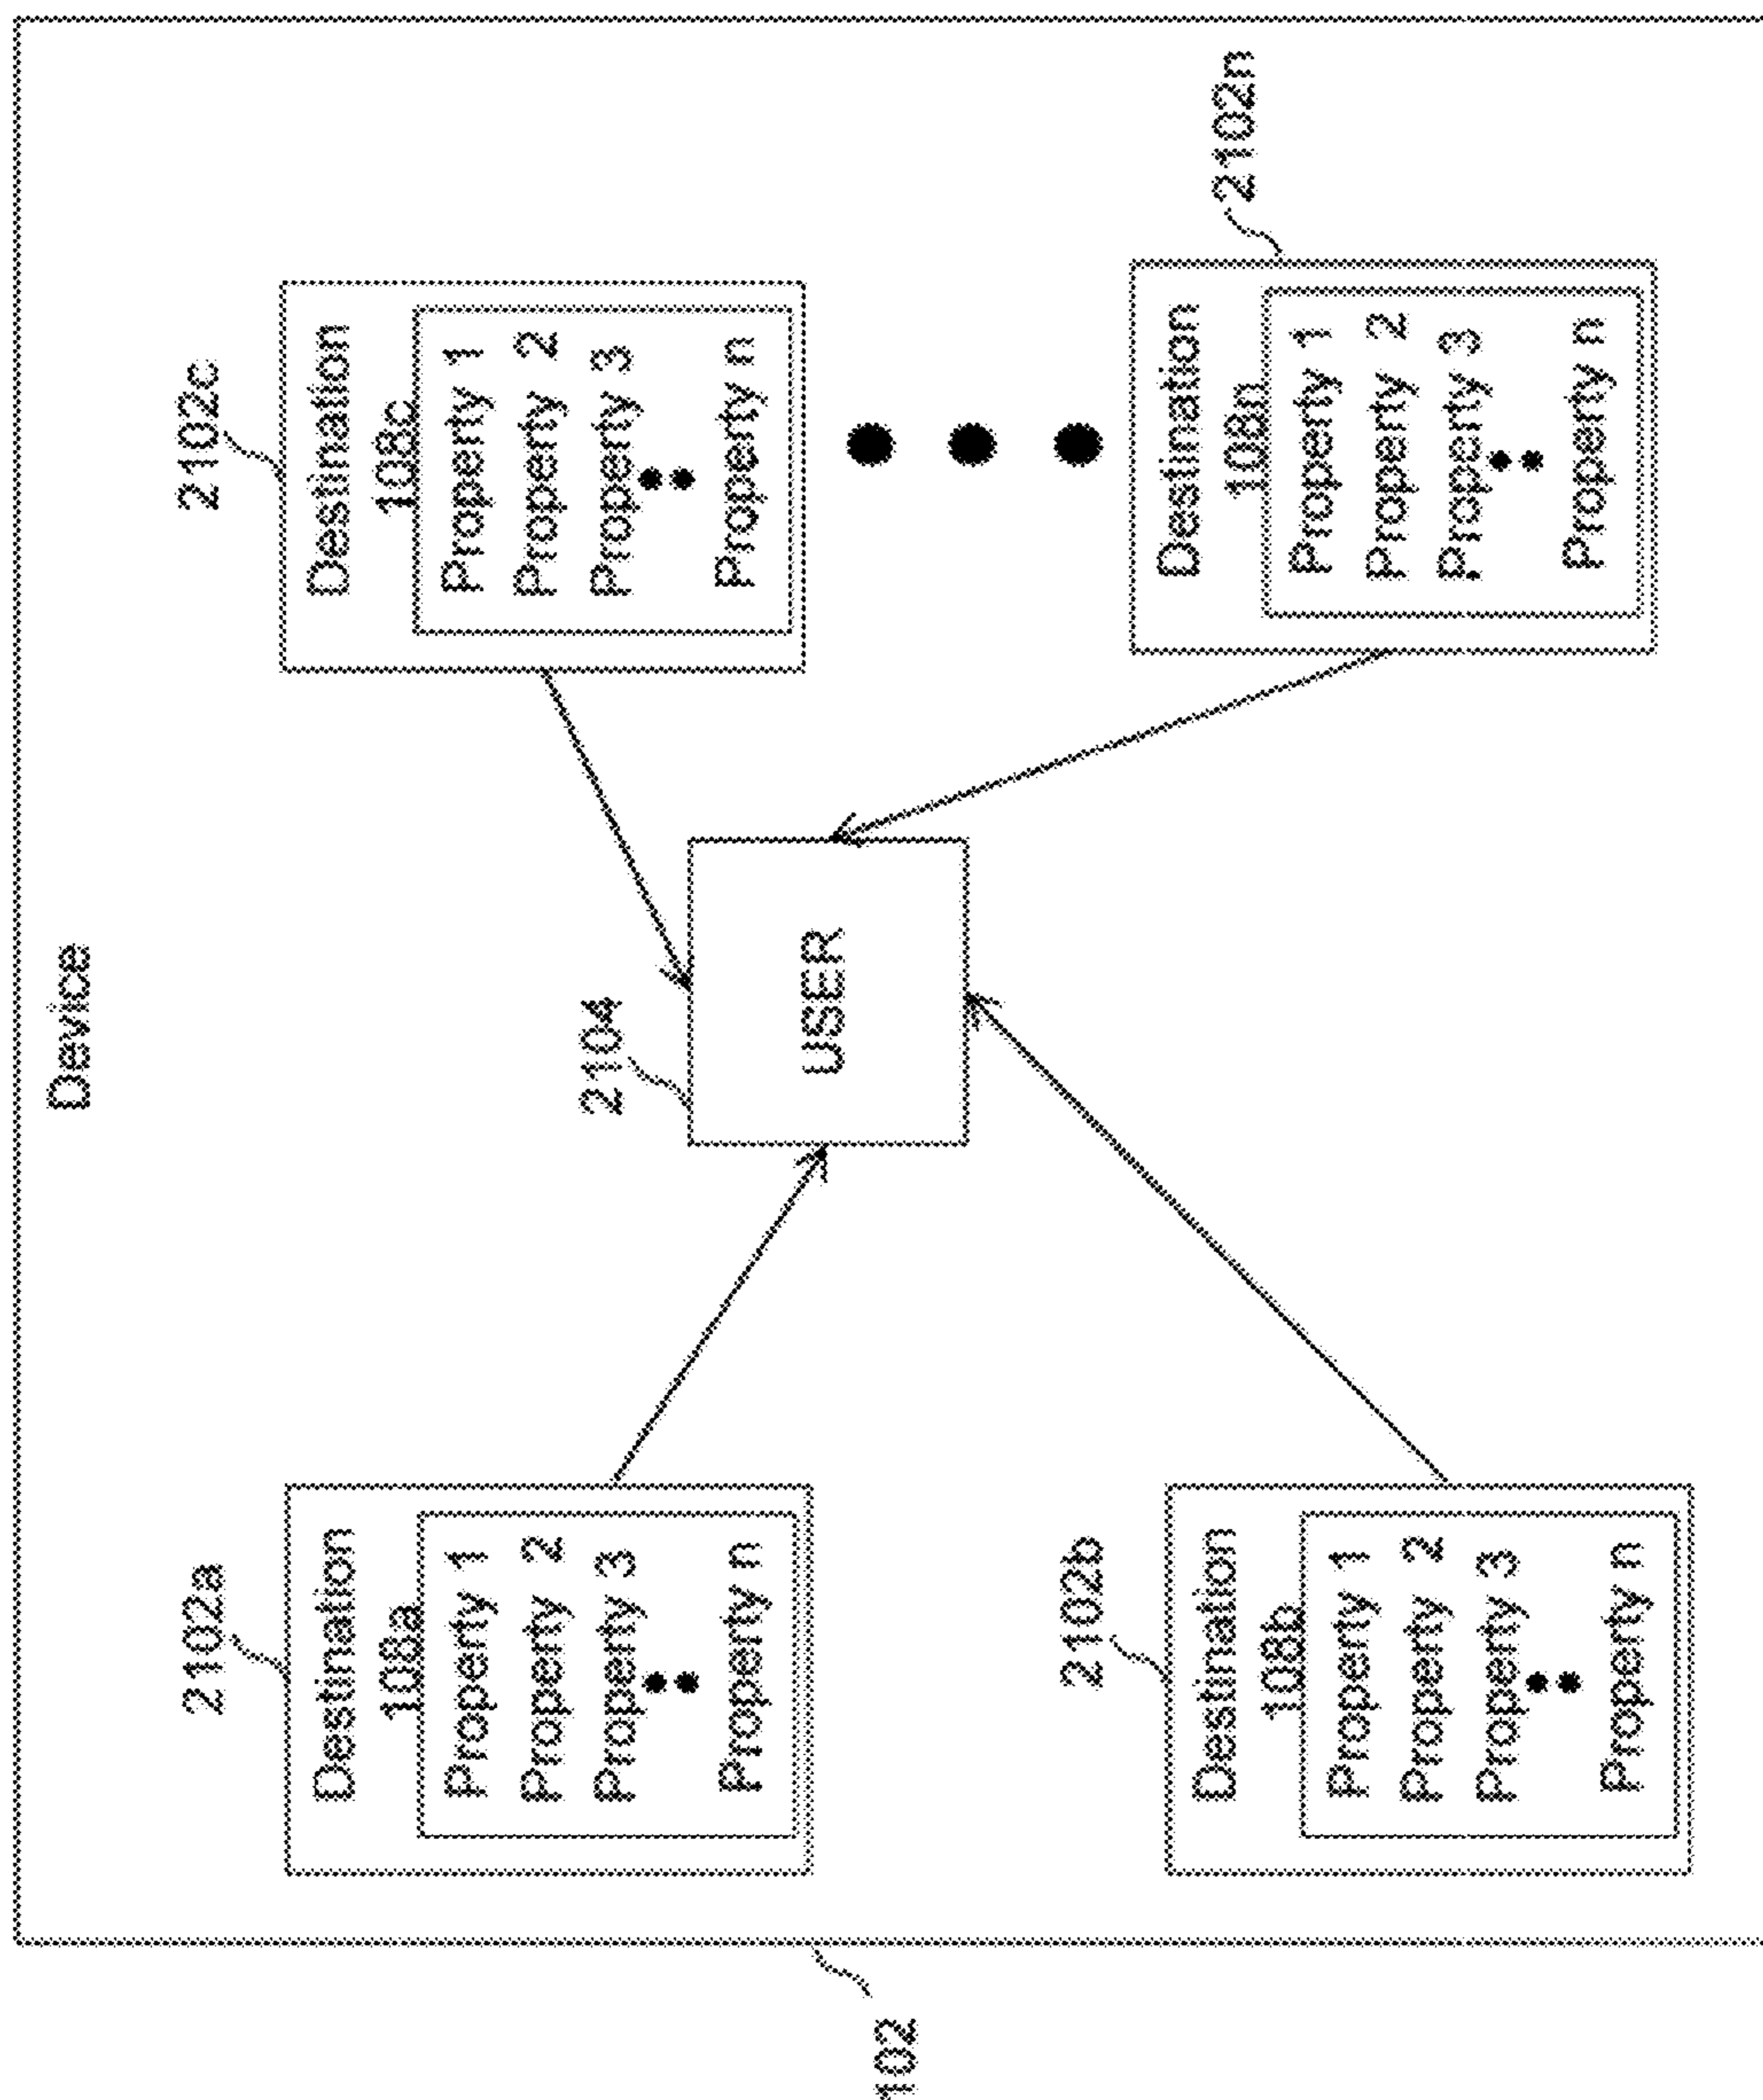 Device
102
2102a
Destination
108a
Property 1
Property 2
Property 3
Property n
2102b
Destination
108b
Property 1
Property 2
Property 3
Property n
2104
USER
2102c
Destination
108c
Property 1
Property 2
Property 3
Property n
2102n
Destination
108n
Property 1
Property 2
Property 3
Property n